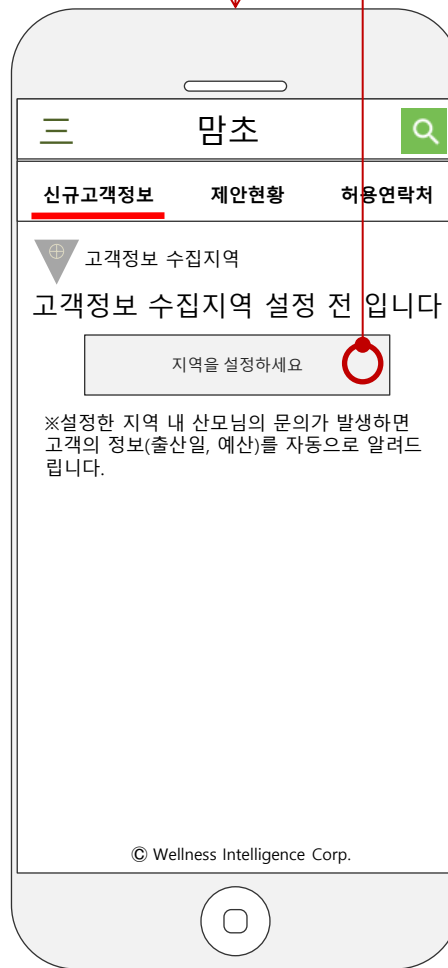 맘초
신규고객정보 제안현황 허용연락처
고객정보 수집지역
고객정보 수집지역 설정 전 입니다
지역을 설정하세요
※설정한 지역 내 산모님의 문의가 발생하면
고객의 정보(출산일, 예산)를 자동으로 알려드
립니다.
© Wellness Intelligence Corp.